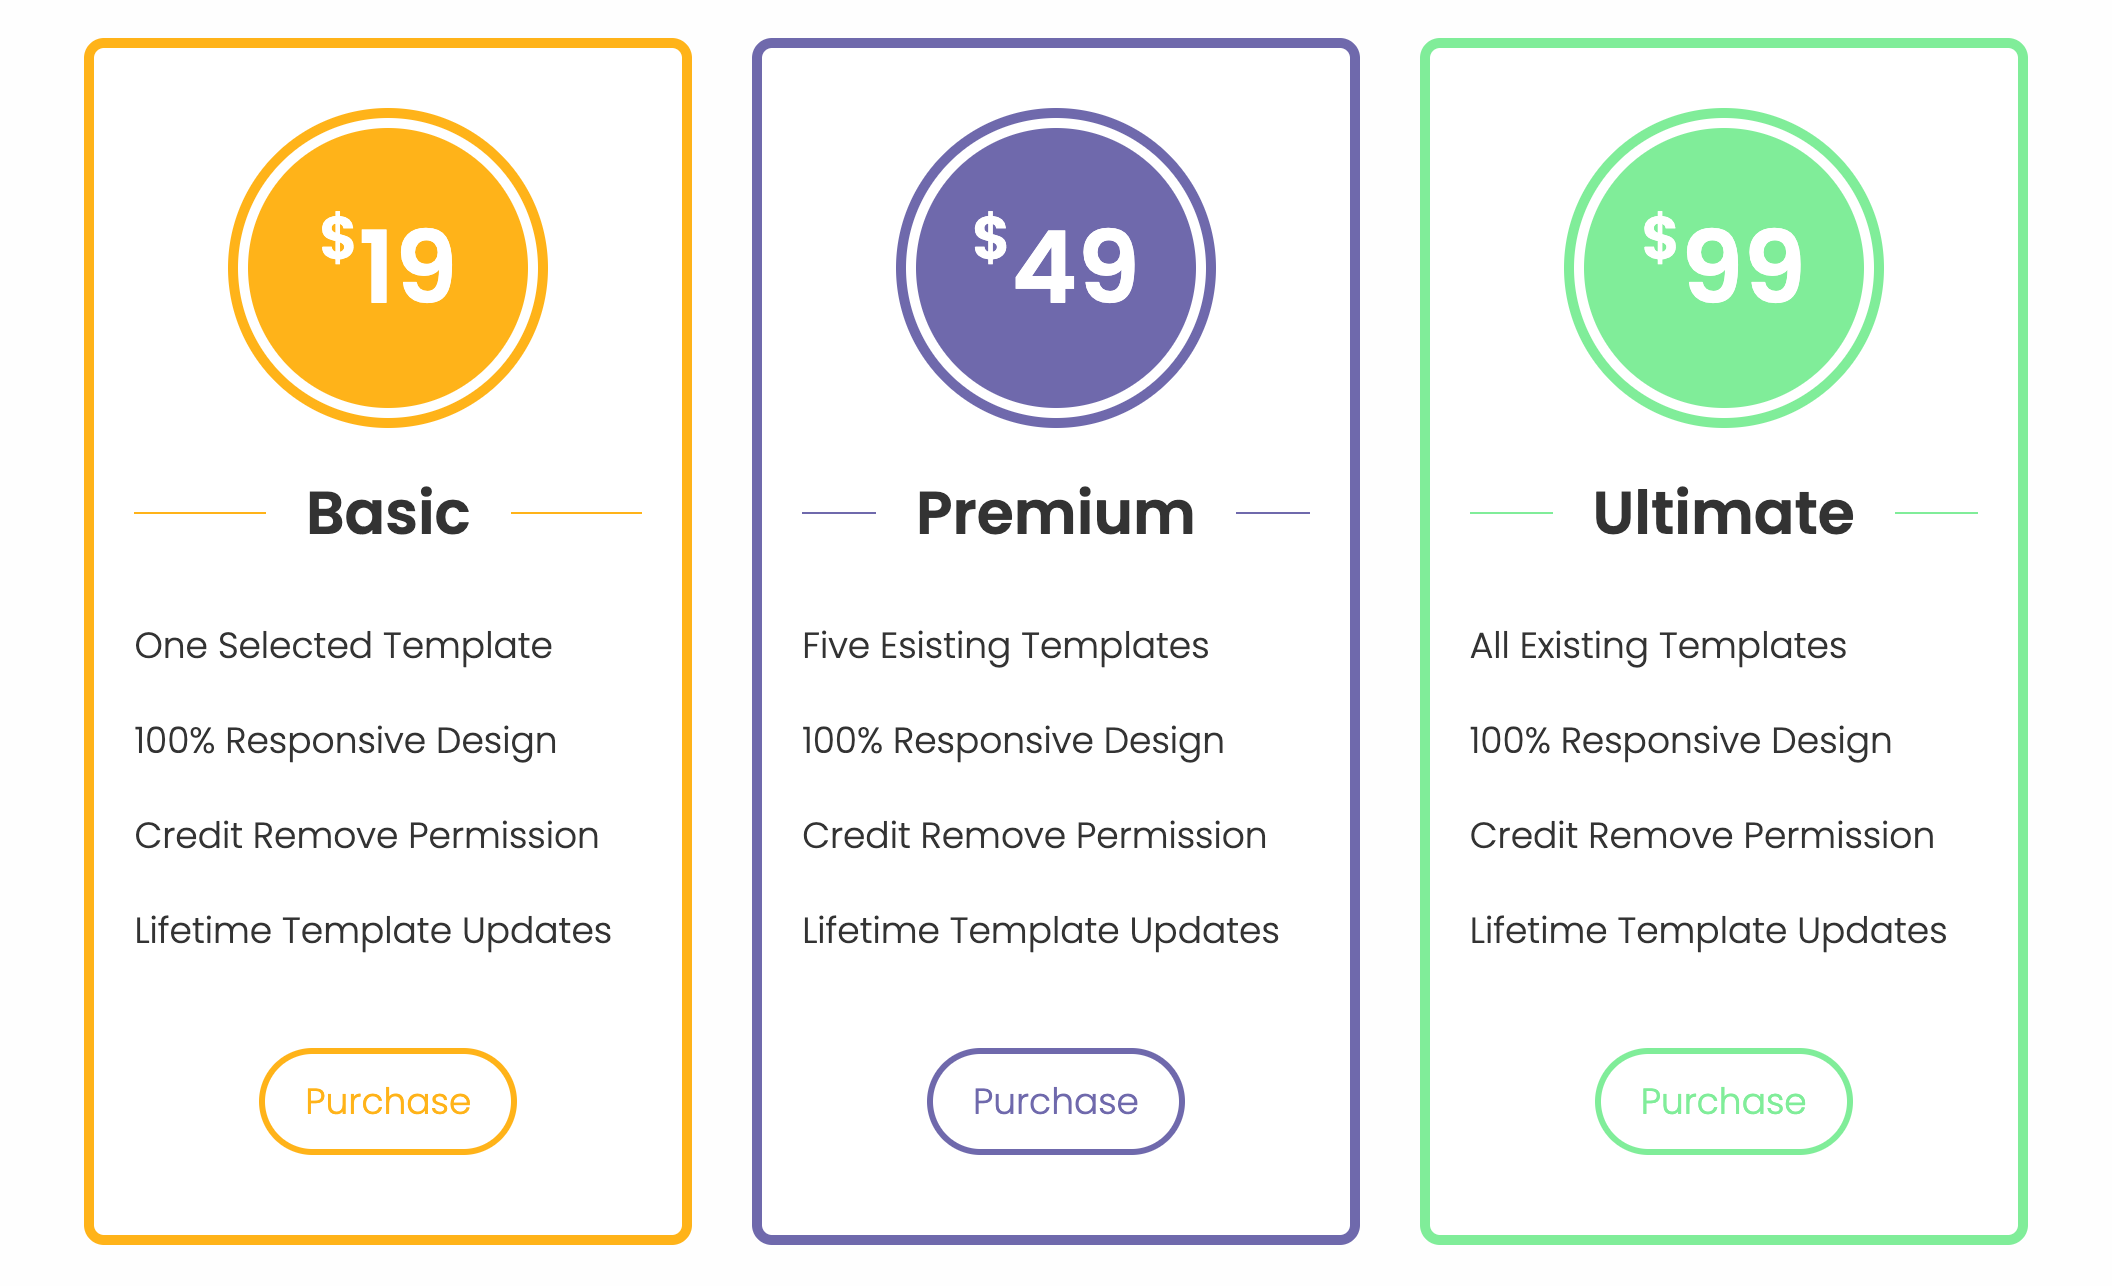 $19
Basic
One Selected Template
100% Responsive Design
Credit Remove Permission
Lifetime Template Updates
Purchase
$49
Premium
Five Esisting Templates
100% Responsive Design
Credit Remove Permission
Lifetime Template Updates
Purchase
$99
Ultimate
All Existing Templates
100% Responsive Design
Credit Remove Permission
Lifetime Template Updates
Purchase